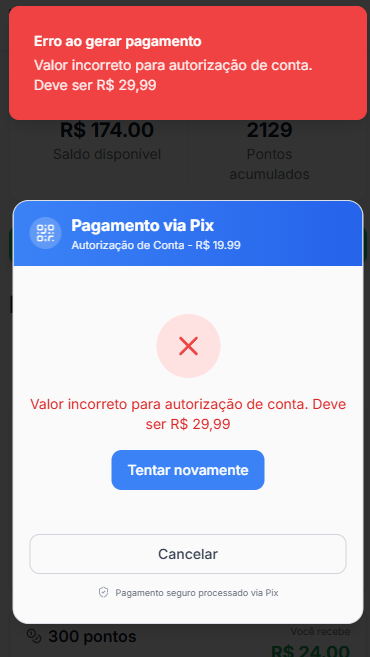 Erro ao gerar pagamento
Valor incorreto para autorização de conta.
Deve ser R$ 29,99
R$ 174.00
2129
Saldo disponível
Pontos
acumulados
Pagamento via Pix
Autorização de Conta - R$ 19.99
Valor incorreto para autorização de conta. Deve
ser R$ 29,99
Tentar novamente
Cancelar
Pagamento seguro processado via Pix
Você recebe
300 pontos
R$ 24.00